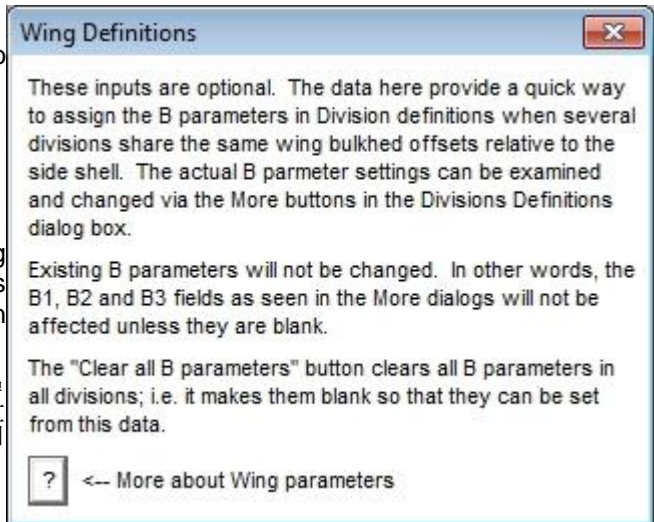 Wing Definitions
These inputs are optional. The data here provide a quick way
to assign the B parameters in Division definitions when several
divisions share the same wing bulkhed offsets relative to the
side shell. The actual B parmeter settings can be examined
and changed via the More buttons in the Divisions Definitions
dialog box.
Existing B parameters will not be changed. In other words, the
B1, B2 and B3 fields as seen in the More dialogs will not be
affected unless they are blank.
The "Clear all B parameters" button clears all B parameters in
all divisions; i.e. it makes them blank so that they can be set
from this data.
? <-- More about Wing parameters